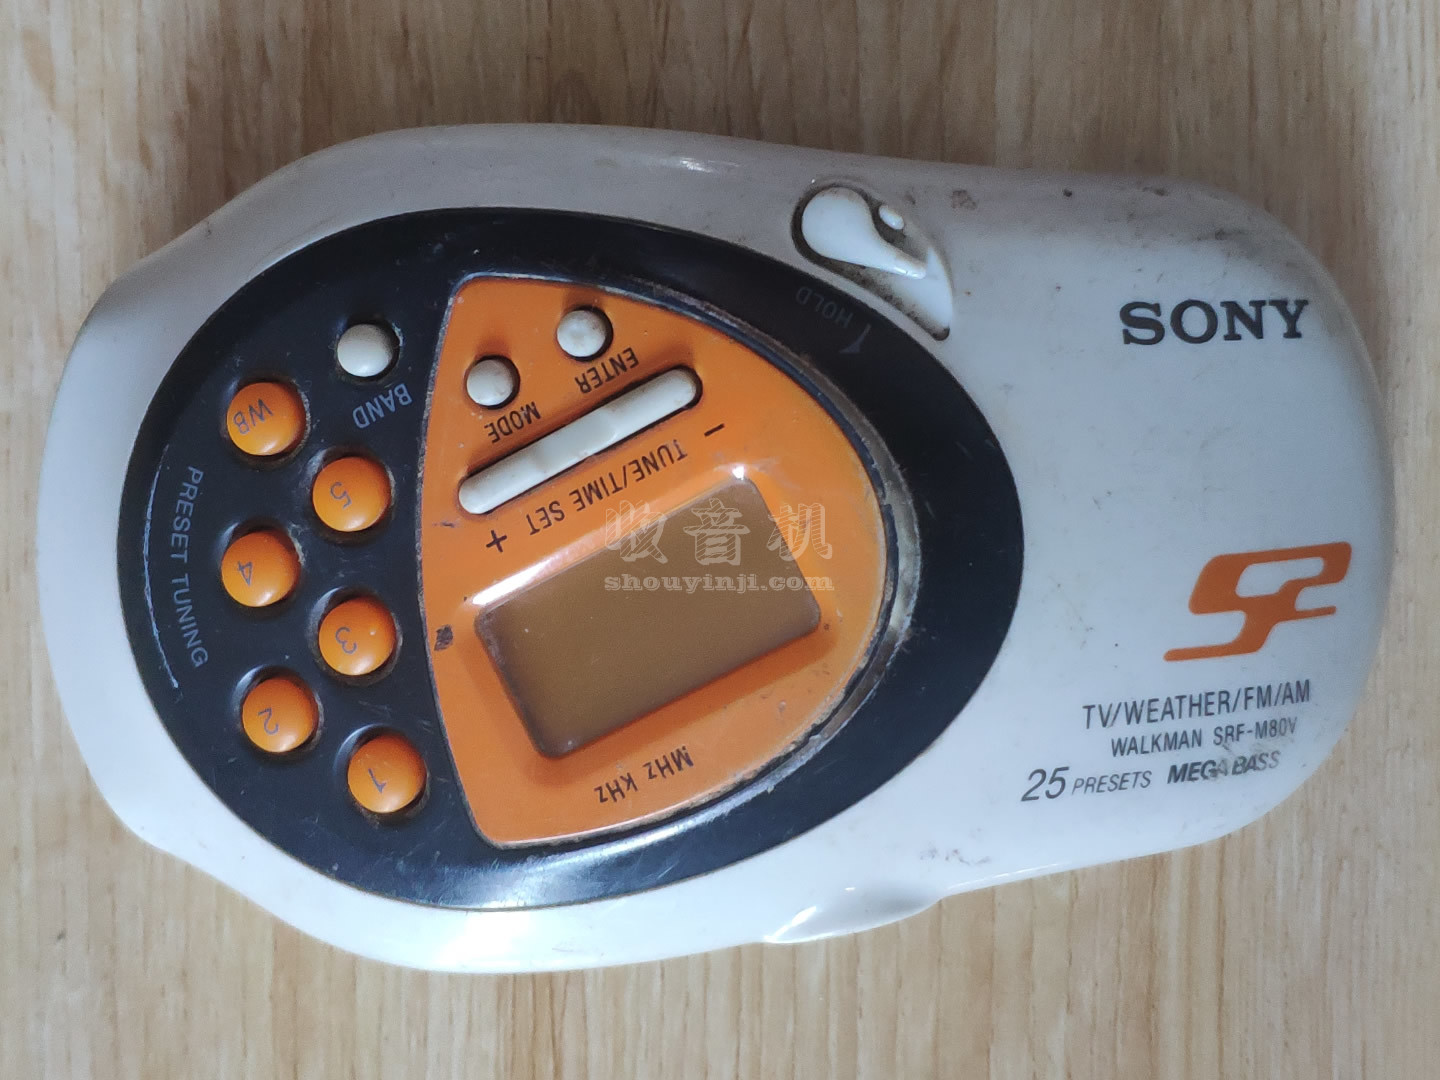 SONY
TV/WEATHER/FM/AM
WALKMAN SRF-M80V
25 PRESETS MEGA BASS
HOLD
ENTER
MODE
BAND
- TUNE/TIME SET +
MHz kHz
WB
5
4
3
2
1
PRESET TUNING
收音机
shouyinji.com